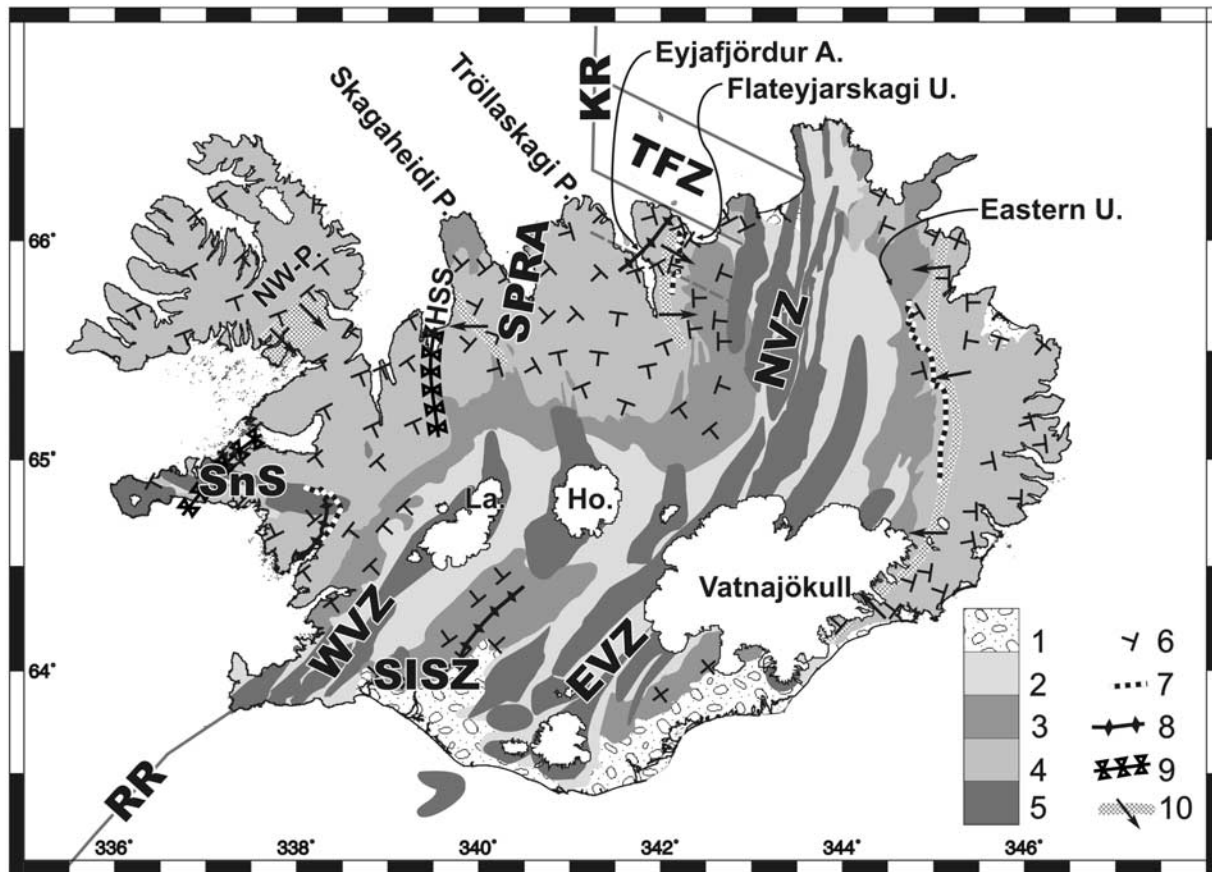 Eyjafjördur A.
Flateyjarskagi U.
KR
Skagaheidi P.
Tröllaskagi P.
TFZ
Eastern U.
66°
NW-P.
HSS
SPRA
NVZ
65°
SnS
La.
Ho.
Vatnajökull
WVZ
SISZ
EVZ
64°
RR
1
2
3
4
5
6
7
8
9
10
336°
338°
340°
342°
344°
346°